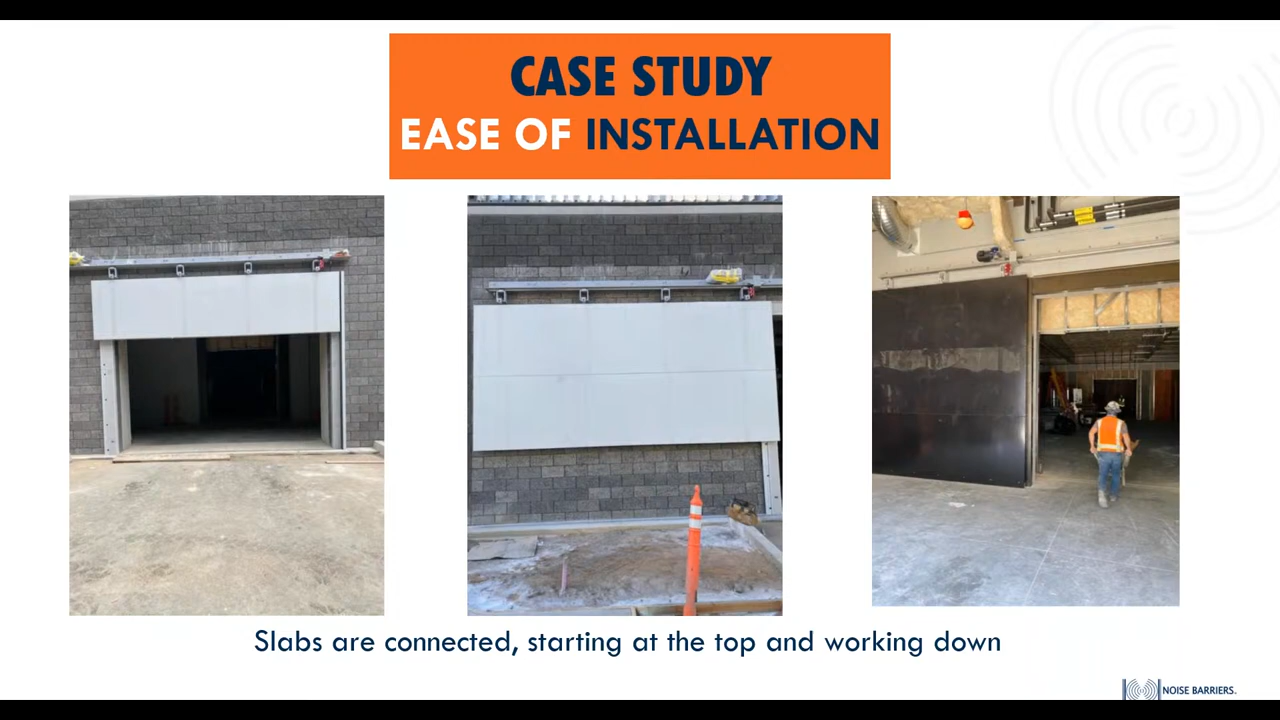 CASE STUDY
EASE OF INSTALLATION
Slabs are connected, starting at the top and working down
NOISE BARRIERS.